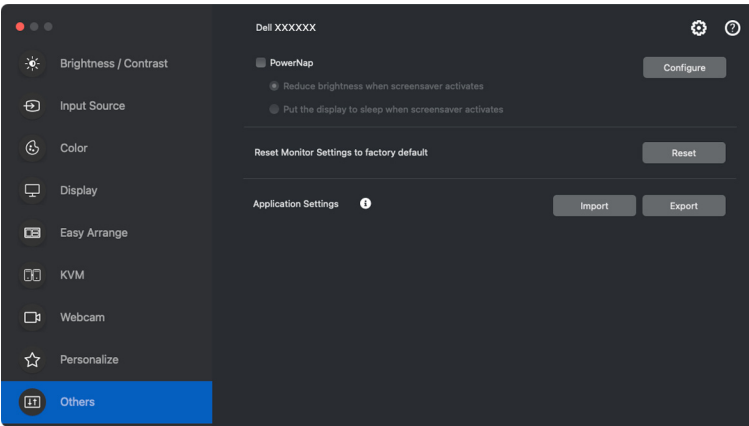 Dell XXXXXX
Brightness / Contrast
Input Source
Color
Display
Easy Arrange
KVM
Webcam
Personalize
Others
PowerNap
Configure
Reduce brightness when screensaver activates
Put the display to sleep when screensaver activates
Reset Monitor Settings to factory default
Reset
Application Settings
Import
Export